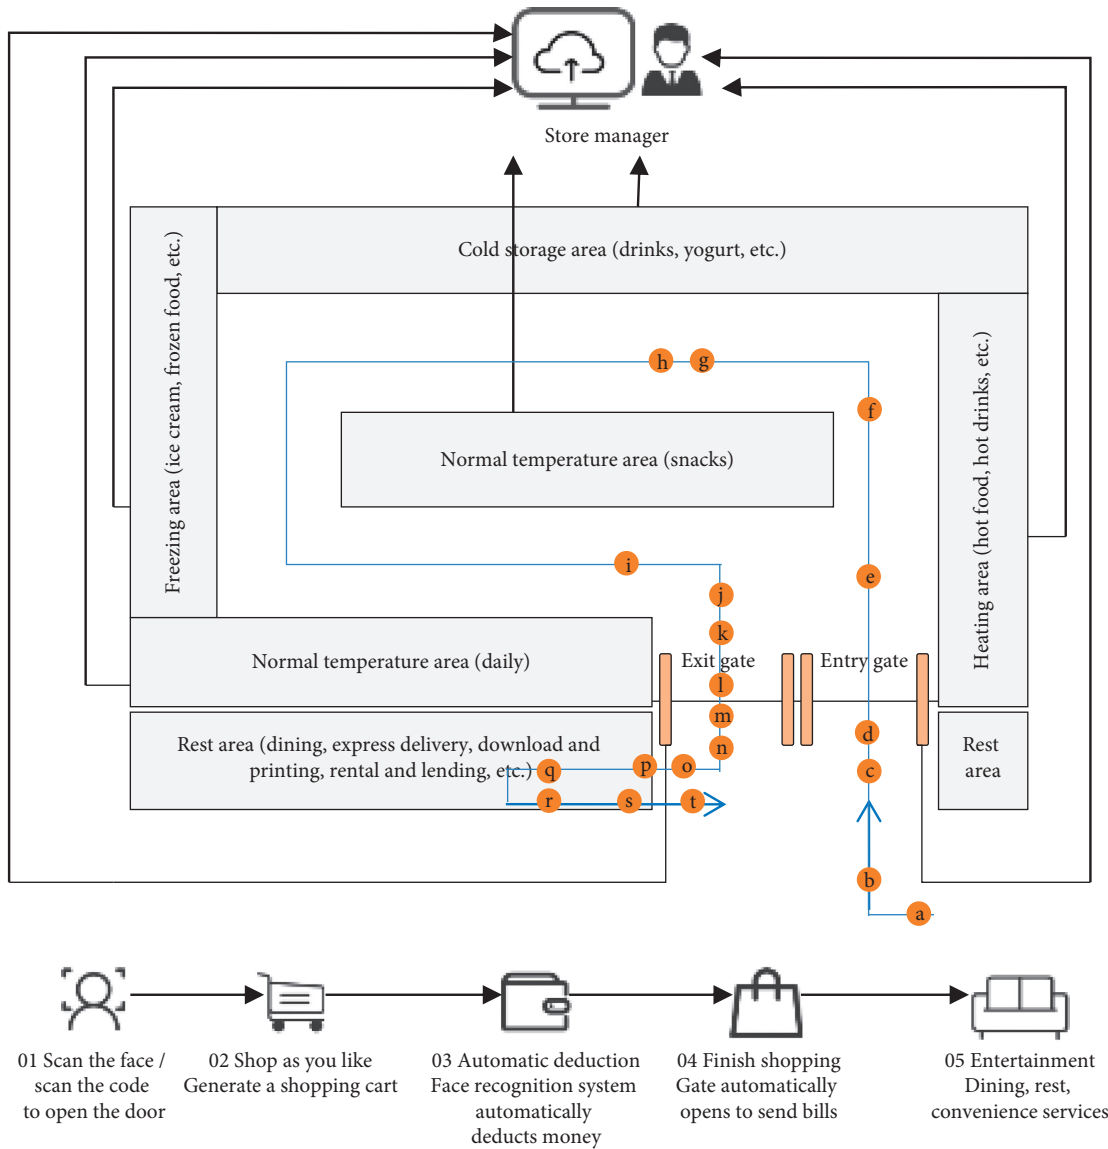 Store manager
Cold storage area (drinks, yogurt, etc.)
Freezing area (ice cream, frozen food, etc.)
Heating area (hot food, hot drinks, etc.)
h
g
f
Normal temperature area (snacks)
i
e
j
k
Normal temperature area (daily)
Exit gate
Entry gate
l
m
n
d
c
Rest area (dining, express delivery, download and
printing, rental and lending, etc.)
q
p
o
r
s
t
Rest
area
b
a
01 Scan the face /
scan the code
to open the door
02 Shop as you like
Generate a shopping cart
03 Automatic deduction
Face recognition system
automatically
deducts money
04 Finish shopping
Gate automatically
opens to send bills
05 Entertainment
Dining, rest,
convenience services